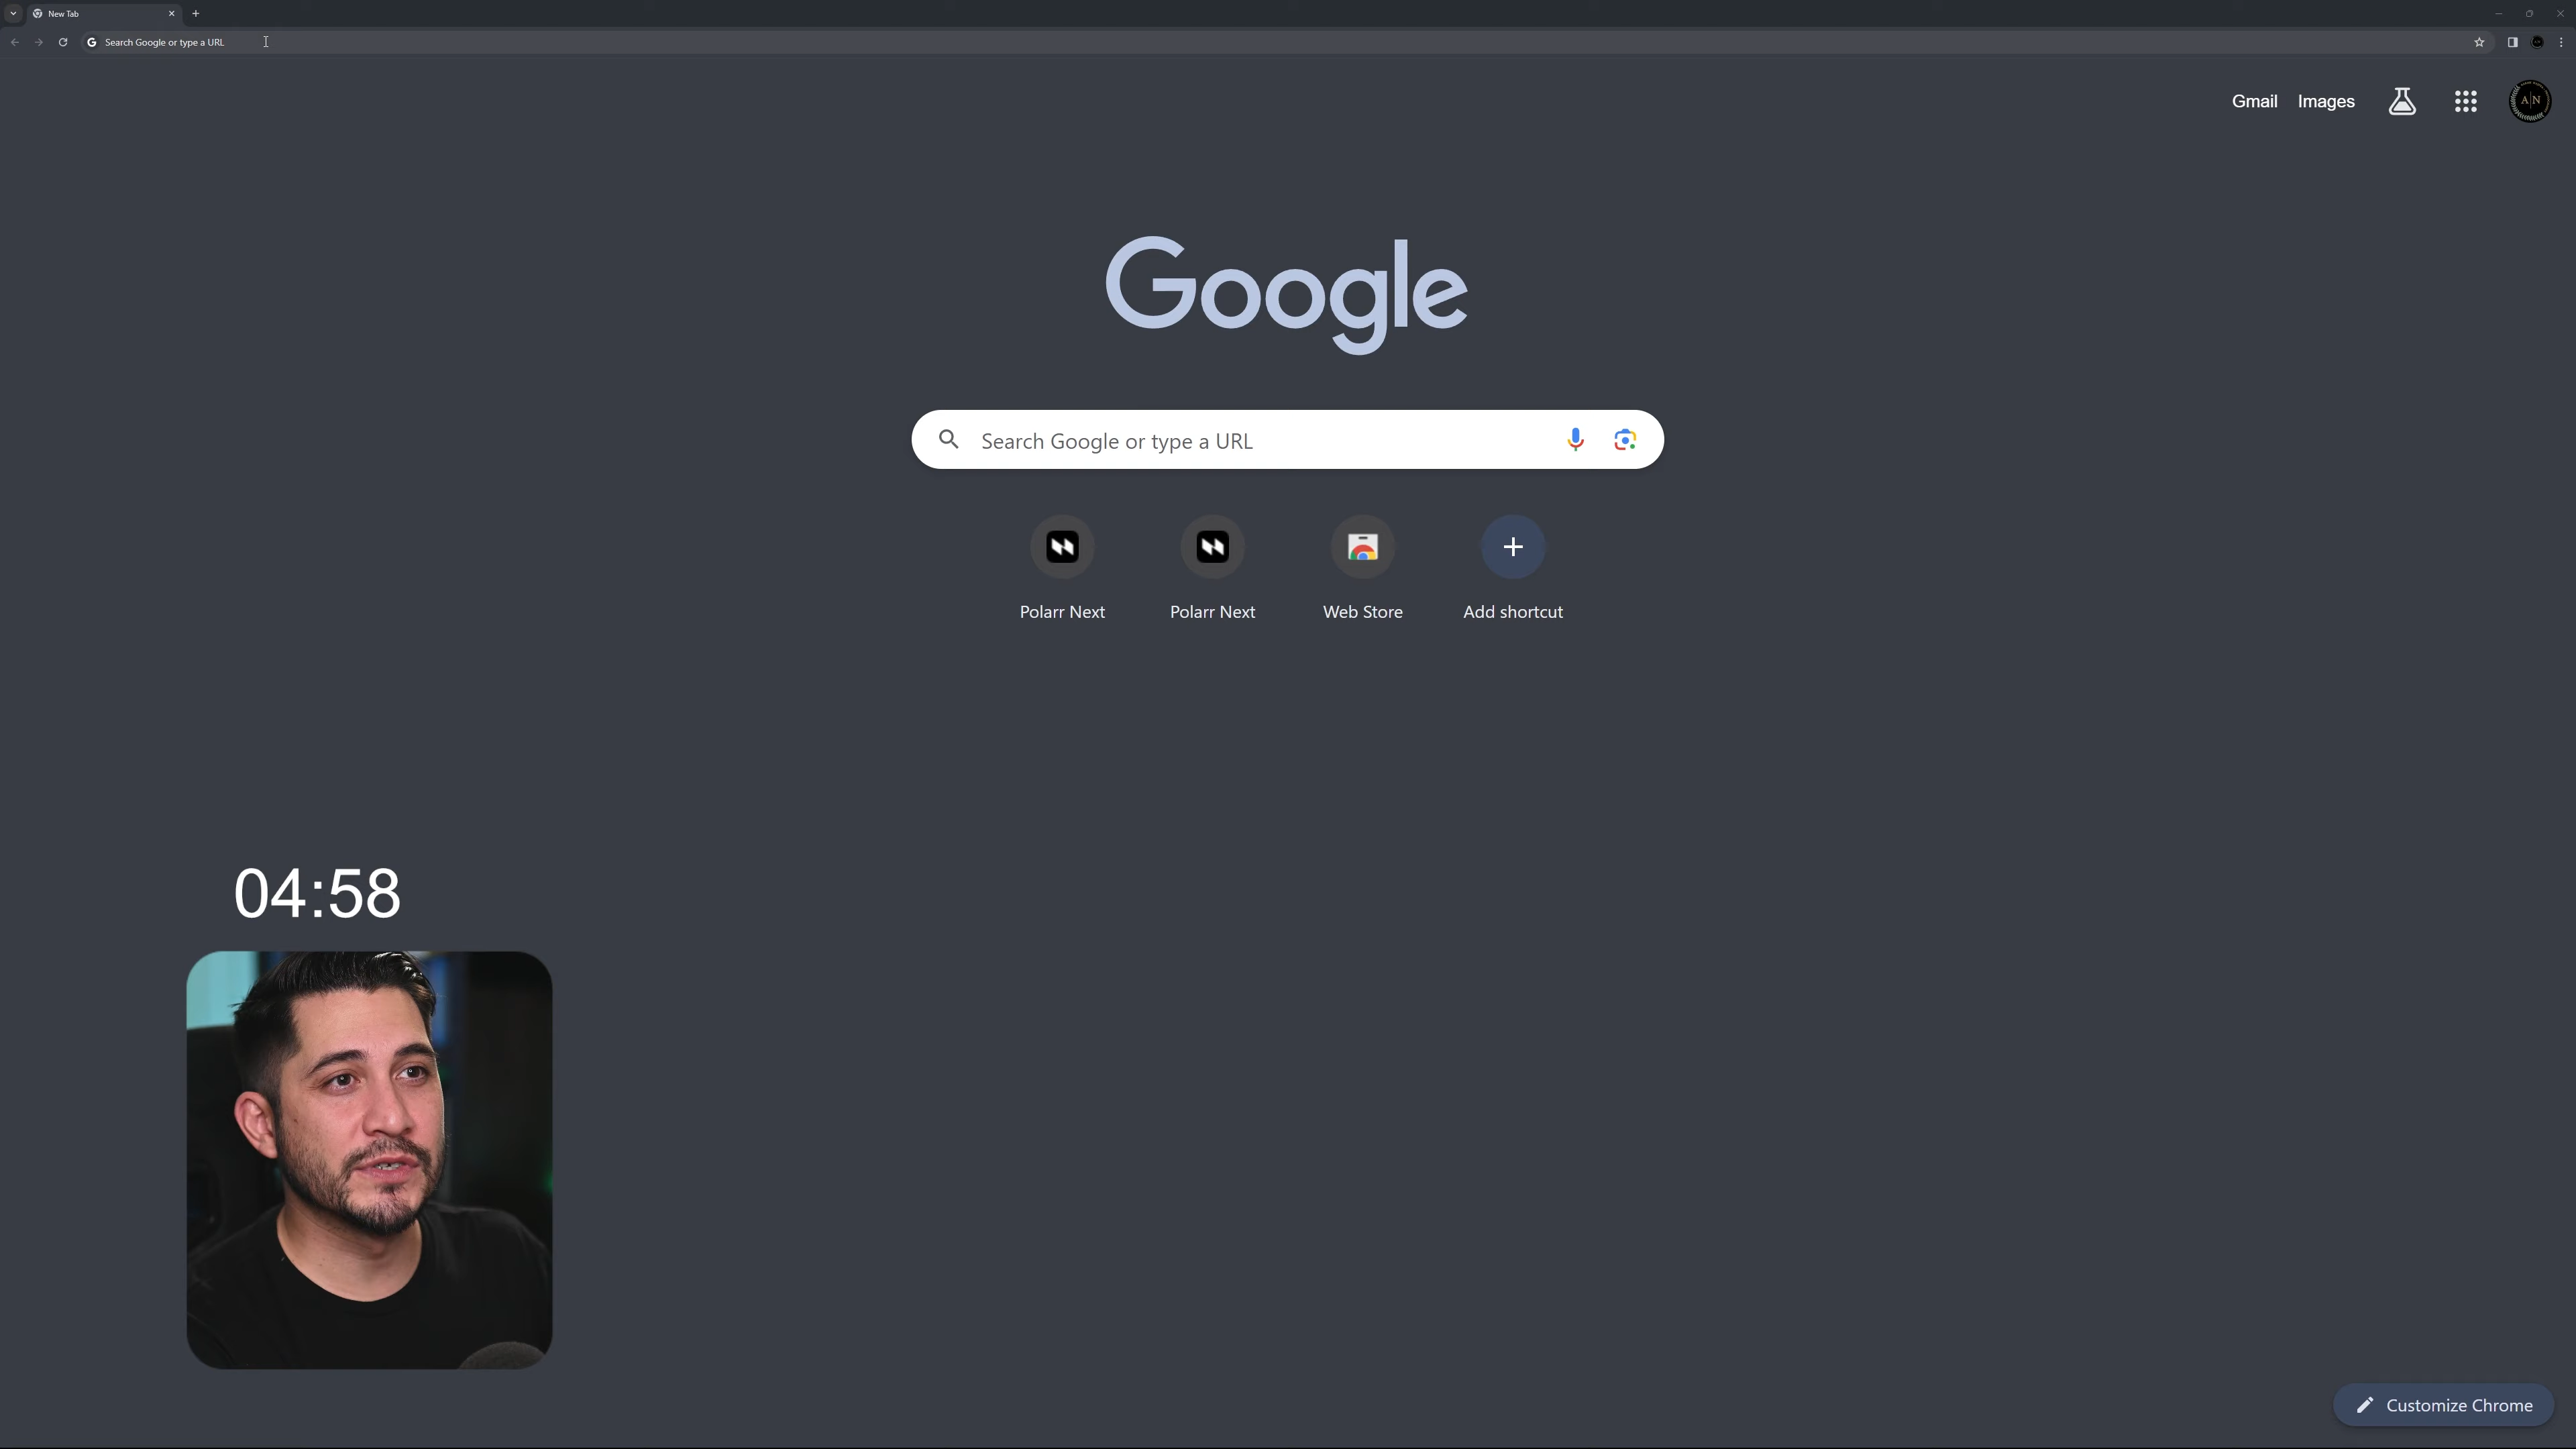 New Tab
Search Google or type a URL
Gmail Images
A|N
Google
Search Google or type a URL
Polarr Next
Polarr Next
Web Store
Add shortcut
04:58
Customize Chrome